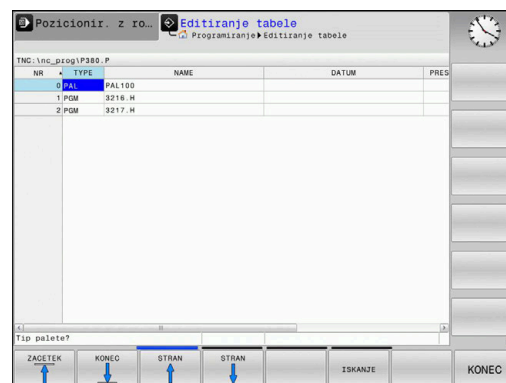 Pozicionir. z ro…
Editiranje tabele
Programiranje▸Editiranje tabele
TNC:\nc_prog\P380.P
NR TYPE NAME DATUM PRES
0 PAL PAL100
1 PGM 3216.H
2 PGM 3217.H
Tip palete?
ZACETEK KONEC STRAN STRAN ISKANJE KONEC